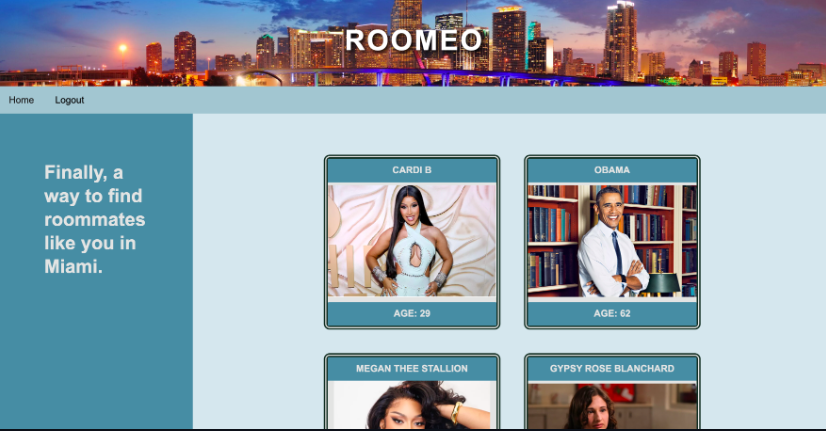 ROOMEO
Home Logout
Finally, a
way to find
roommates
like you in
Miami.
CARDI B
AGE: 29
OBAMA
AGE: 62
MEGAN THEE STALLION
GYPSY ROSE BLANCHARD